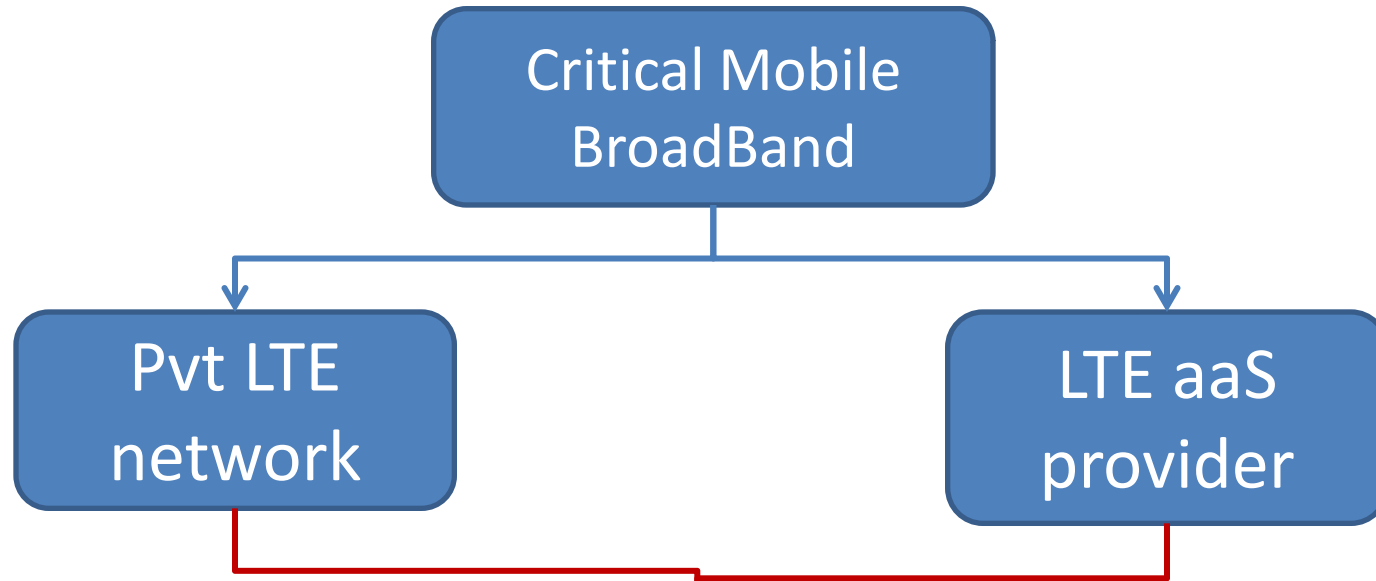 Critical Mobile
BroadBand
Pvt LTE
network
LTE aaS
provider